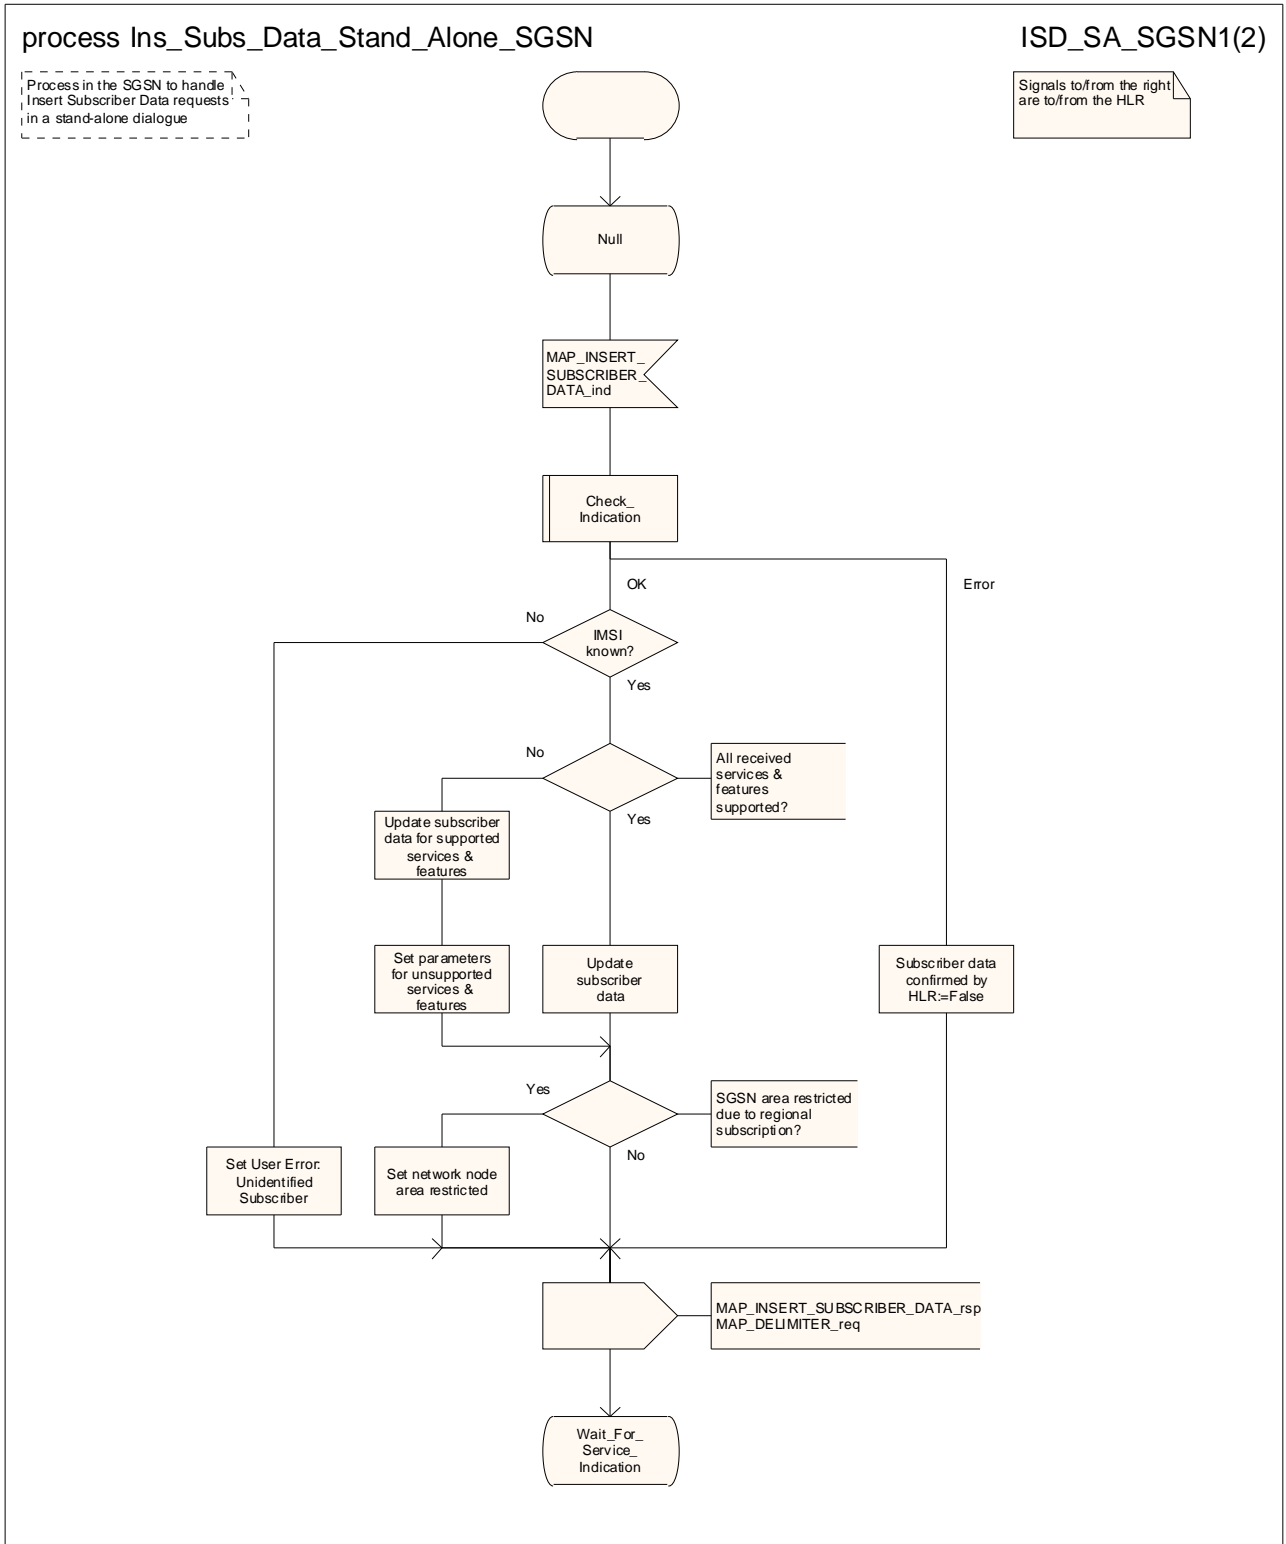 process Ins_Subs_Data_Stand_Alone_SGSN
ISD_SA_SGSN1(2)
Process in the SGSN to handle
Insert Subscriber Data requests
in a stand-alone dialogue
Signals to/from the right
are to/from the HLR
Null
MAP_INSERT_
SUBSCRIBER_
DATA_ind
Check_
Indication
OK
Error
No
IMSI
known?
Yes
No
All received
services &
features
supported?
Yes
Update subscriber
data for supported
services &
features
Set parameters
for unsupported
services &
features
Update
subscriber
data
Subscriber data
confirmed by
HLR:=False
Yes
SGSN area restricted
due to regional
subscription?
No
Set User Error:
Unidentified
Subscriber
Set network node
area restricted
MAP_INSERT_SUBSCRIBER_DATA_rsp
MAP_DELIMITER_req
Wait_For_
Service_
Indication